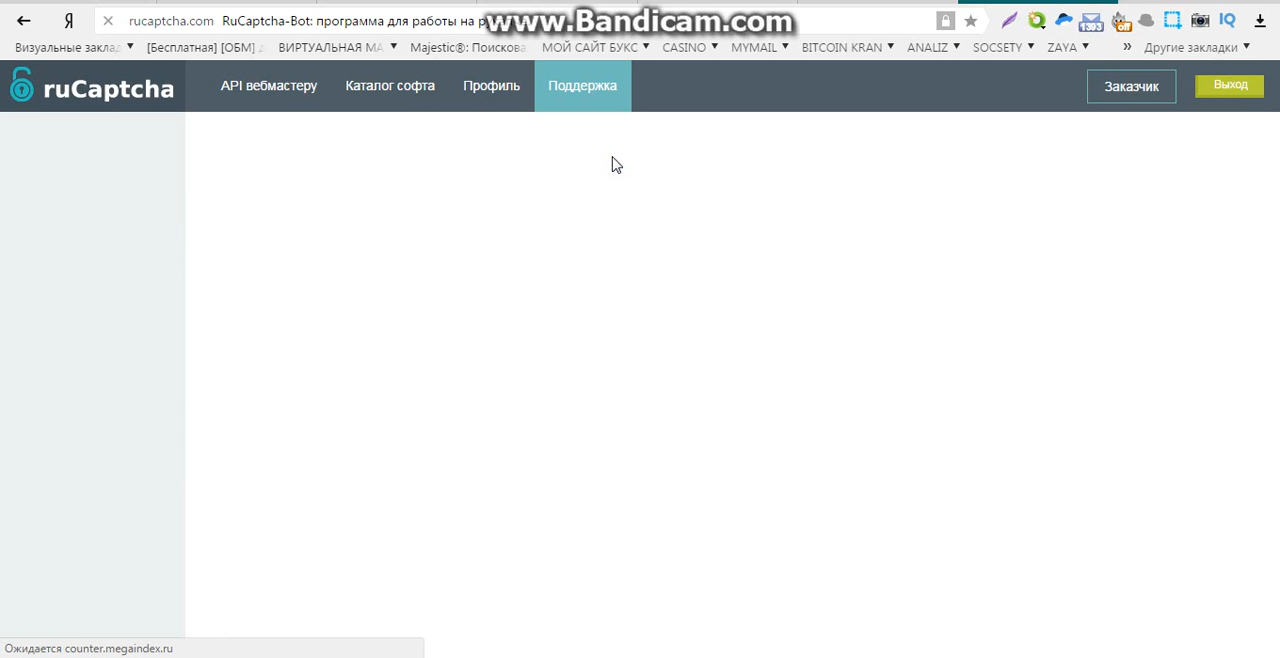 www.Bandicam.com
Я rucaptcha.com RuCaptcha-Bot: программа для работы на
Визуальные заклад [Бесплатная] [ОБМ] ВИРТУАЛЬНАЯ МА Majestic®: Поискова МОЙ САЙТ БУКС CASINO MYMAIL BITCOIN KRAN ANALIZ SOCSETY ZAYA » Другие закладки
ruCaptcha API вебмастеру Каталог софта Профиль Поддержка Заказчик Выход
Ожидается counter.megaindex.ru